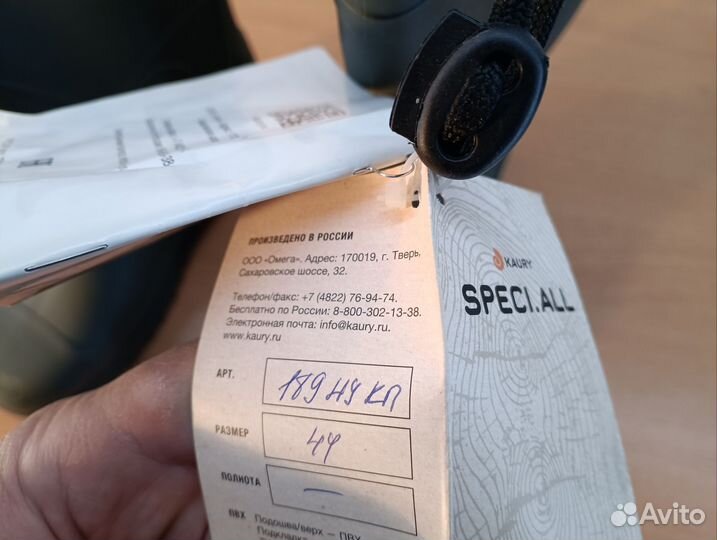 ПРОИЗВЕДЕНО В РОССИИ
ООО «Омега». Адрес: 170019, г. Тверь,
Сахаровское шоссе, 32.
Телефон/факс: +7 (4822) 76-94-74.
Бесплатно по России: 8-800-302-13-38.
Электронная почта: info@kaury.ru.
www.kaury.ru
АРТ. 189 НУ КП
РАЗМЕР 44
ПОЛНОТА —
ПВХ Подошва/верх — ПВХ
KAURY
SPECI.ALL
Avito